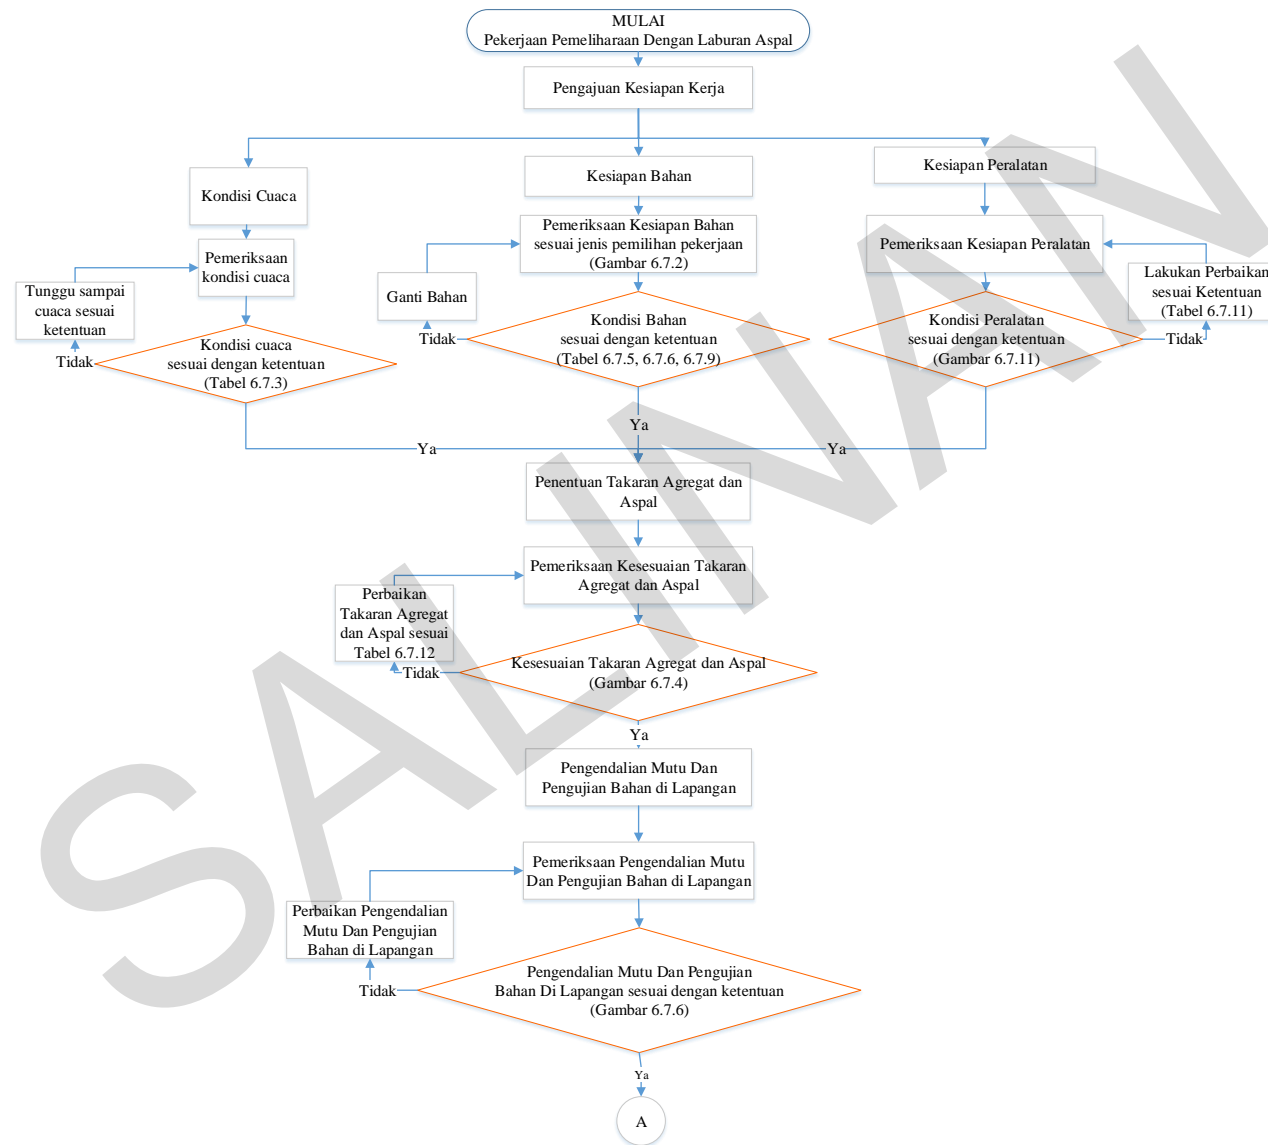 MULAI
Pekerjaan Pemeliharaan Dengan Laburan Aspal
Pengajuan Kesiapan Kerja
Kondisi Cuaca
Kesiapan Bahan
Kesiapan Peralatan
Pemeriksaan
kondisi cuaca
Pemeriksaan Kesiapan Bahan
sesuai jenis pemilihan pekerjaan
(Gambar 6.7.2)
Pemeriksaan Kesiapan Peralatan
Tunggu sampai
cuaca sesuai
ketentuan
Ganti Bahan
Lakukan Perbaikan
sesuai Ketentuan
(Tabel 6.7.11)
Tidak
Kondisi cuaca
sesuai dengan ketentuan
(Tabel 6.7.3)
Tidak
Kondisi Bahan
sesuai dengan ketentuan
(Tabel 6.7.5, 6.7.6, 6.7.9)
Kondisi Peralatan
sesuai dengan ketentuan
(Gambar 6.7.11)
Tidak
Ya
Ya
Ya
Penentuan Takaran Agregat dan
Aspal
Pemeriksaan Kesesuaian Takaran
Agregat dan Aspal
Perbaikan
Takaran Agregat
dan Aspal sesuai
Tabel 6.7.12
Tidak
Kesesuaian Takaran Agregat dan Aspal
(Gambar 6.7.4)
Ya
Pengendalian Mutu Dan
Pengujian Bahan di Lapangan
Pemeriksaan Pengendalian Mutu
Dan Pengujian Bahan di Lapangan
Perbaikan Pengendalian
Mutu Dan Pengujian
Bahan di Lapangan
Tidak
Pengendalian Mutu Dan Pengujian
Bahan Di Lapangan sesuai dengan ketentuan
(Gambar 6.7.6)
Ya
A
SALINAN